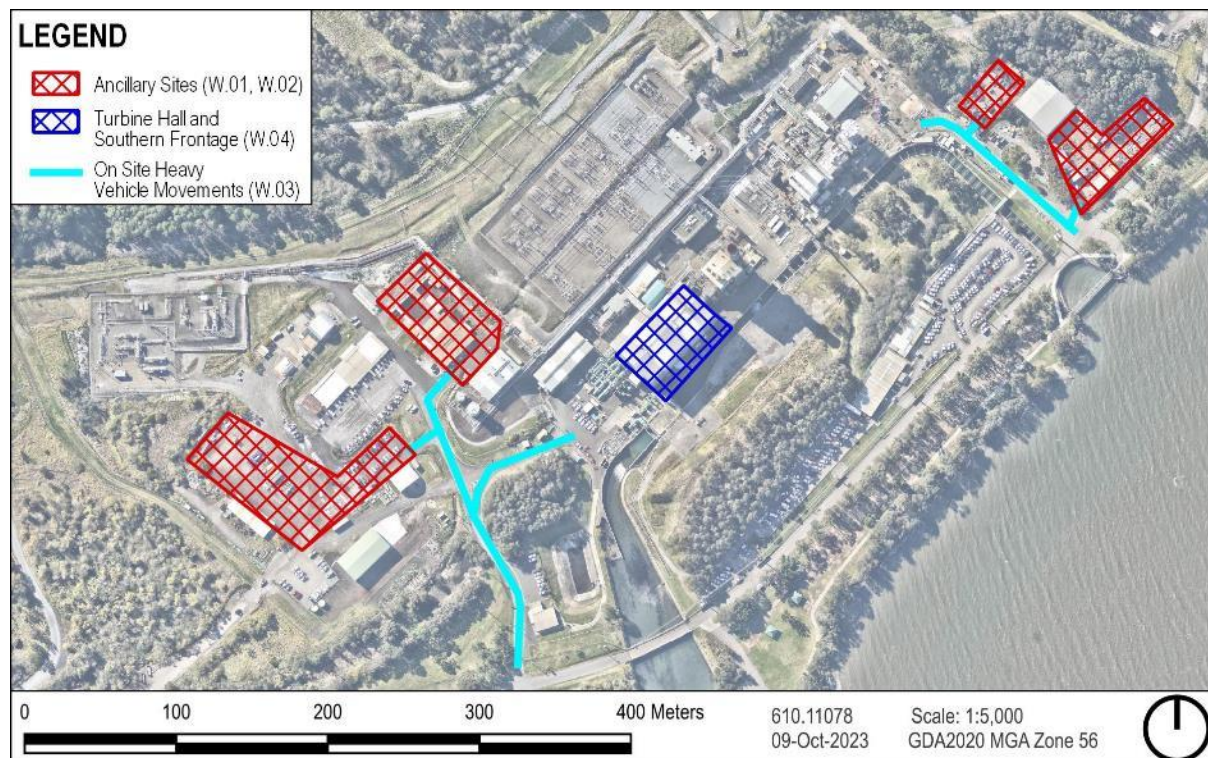 LEGEND
Ancillary Sites (W.01, W.02)
Turbine Hall and
Southern Frontage (W.04)
On Site Heavy
Vehicle Movements (W.03)
0 100 200 300 400 Meters
610.11078 Scale: 1:5,000
09-Oct-2023 GDA2020 MGA Zone 56